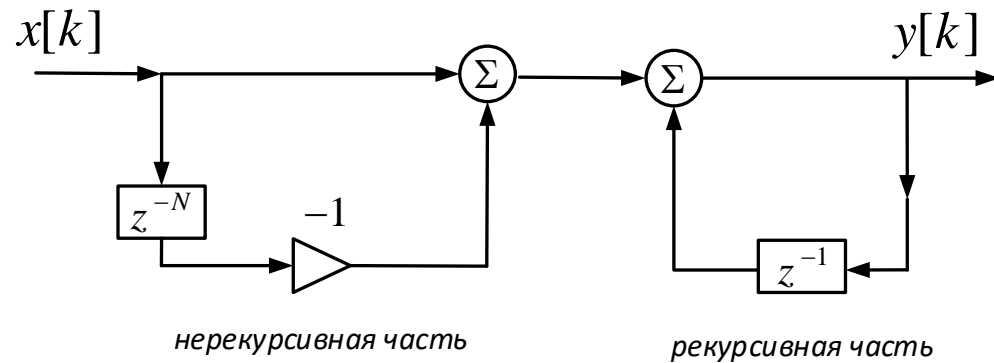 x[k]
y[k]
Σ
Σ
z^{-N}
−1
z^{-1}
нерекурсивная часть
рекурсивная часть